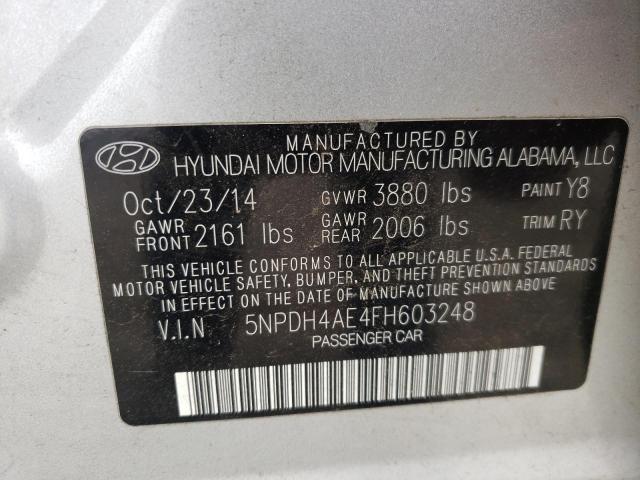 MANUFACTURED BY
HYUNDAI MOTOR MANUFACTURING ALABAMA, LLC
Oct/23/14 GVWR 3880 lbs PAINT Y8
GAWR FRONT 2161 lbs GAWR REAR 2006 lbs TRIM RY
THIS VEHICLE CONFORMS TO ALL APPLICABLE U.S.A. FEDERAL
MOTOR VEHICLE SAFETY, BUMPER, AND THEFT PREVENTION STANDARDS
IN EFFECT ON THE DATE OF MANUFACTURE SHOWN ABOVE.
V.I.N 5NPDH4AE4FH603248
PASSENGER CAR